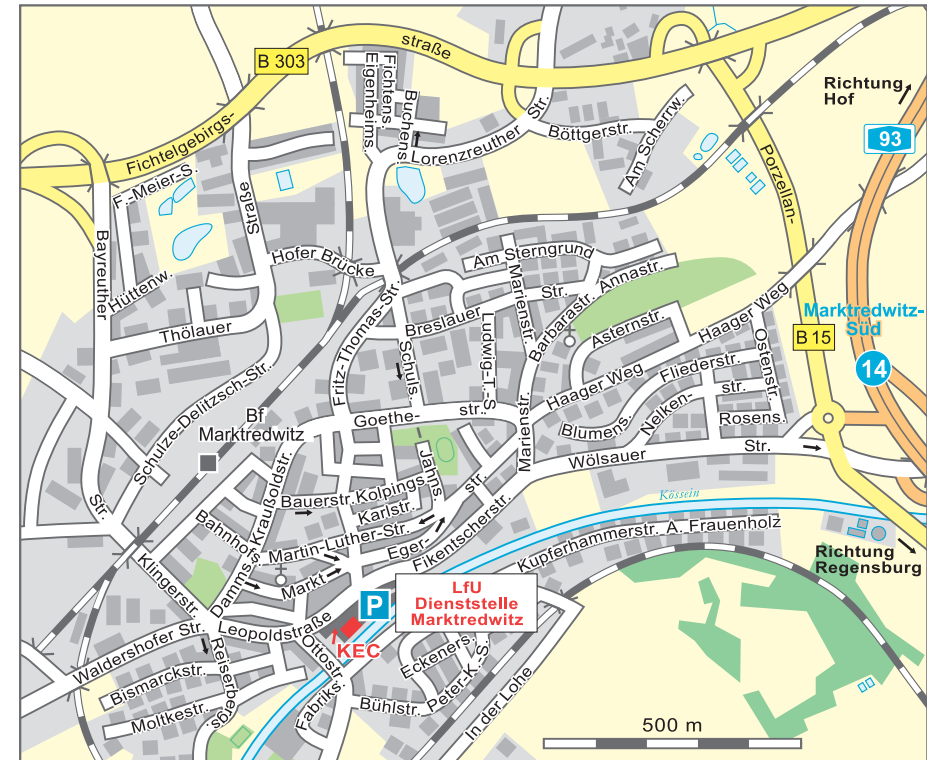 straße
B 303
Fichtelgebirgs-
Richtung
Hof
93
Fichtens.
Eigenheims.
Buchens.
Lorenzreuther Str.
Böttgerstr.
Am Scherrw.
Porzellan-
F.-Meier-S.
Straße
Bayreuther
Hüttenw.
Hofer Brücke
Am Sterngrund
Marienstr.
Annastr.
Breslauer Str.
Barbarastr.
Thölauer
Fritz-Thomas-Str.
Schuls.
Ludwig-T.-S.
Asternstr.
Haager Weg
Haager Weg
Marktredwitz-
Süd
B 15
14
Fliederstr.
Ostenstr.
Nelken-
str.
Blumens.
Rosens.
Schulze-Delitzsch-Str.
Bf
Marktredwitz
Goethe-
str.
Marienstr.
Wölsauer
Str.
Str.
Kraußoldstr.
Bauerstr.
Kolpings.
Jahns.
Karlstr.
str.
Kössein
Bahnhofs.
Martin-Luther-Str.
Eger-
Fikentscherstr.
Kupferhammerstr.
A. Frauenholz
Richtung
Regensburg
Klingerstr.
Damms.
Markt
P
LfU
Dienststelle
Marktredwitz
KEC
Leopoldstraße
Waldershofer Str.
Ottostr.
Reiserbergs.
Bismarckstr.
Moltkestr.
Fabriks.
Bühlstr.
Eckeners.
Peter-K.-S.
In der Lohe
500 m